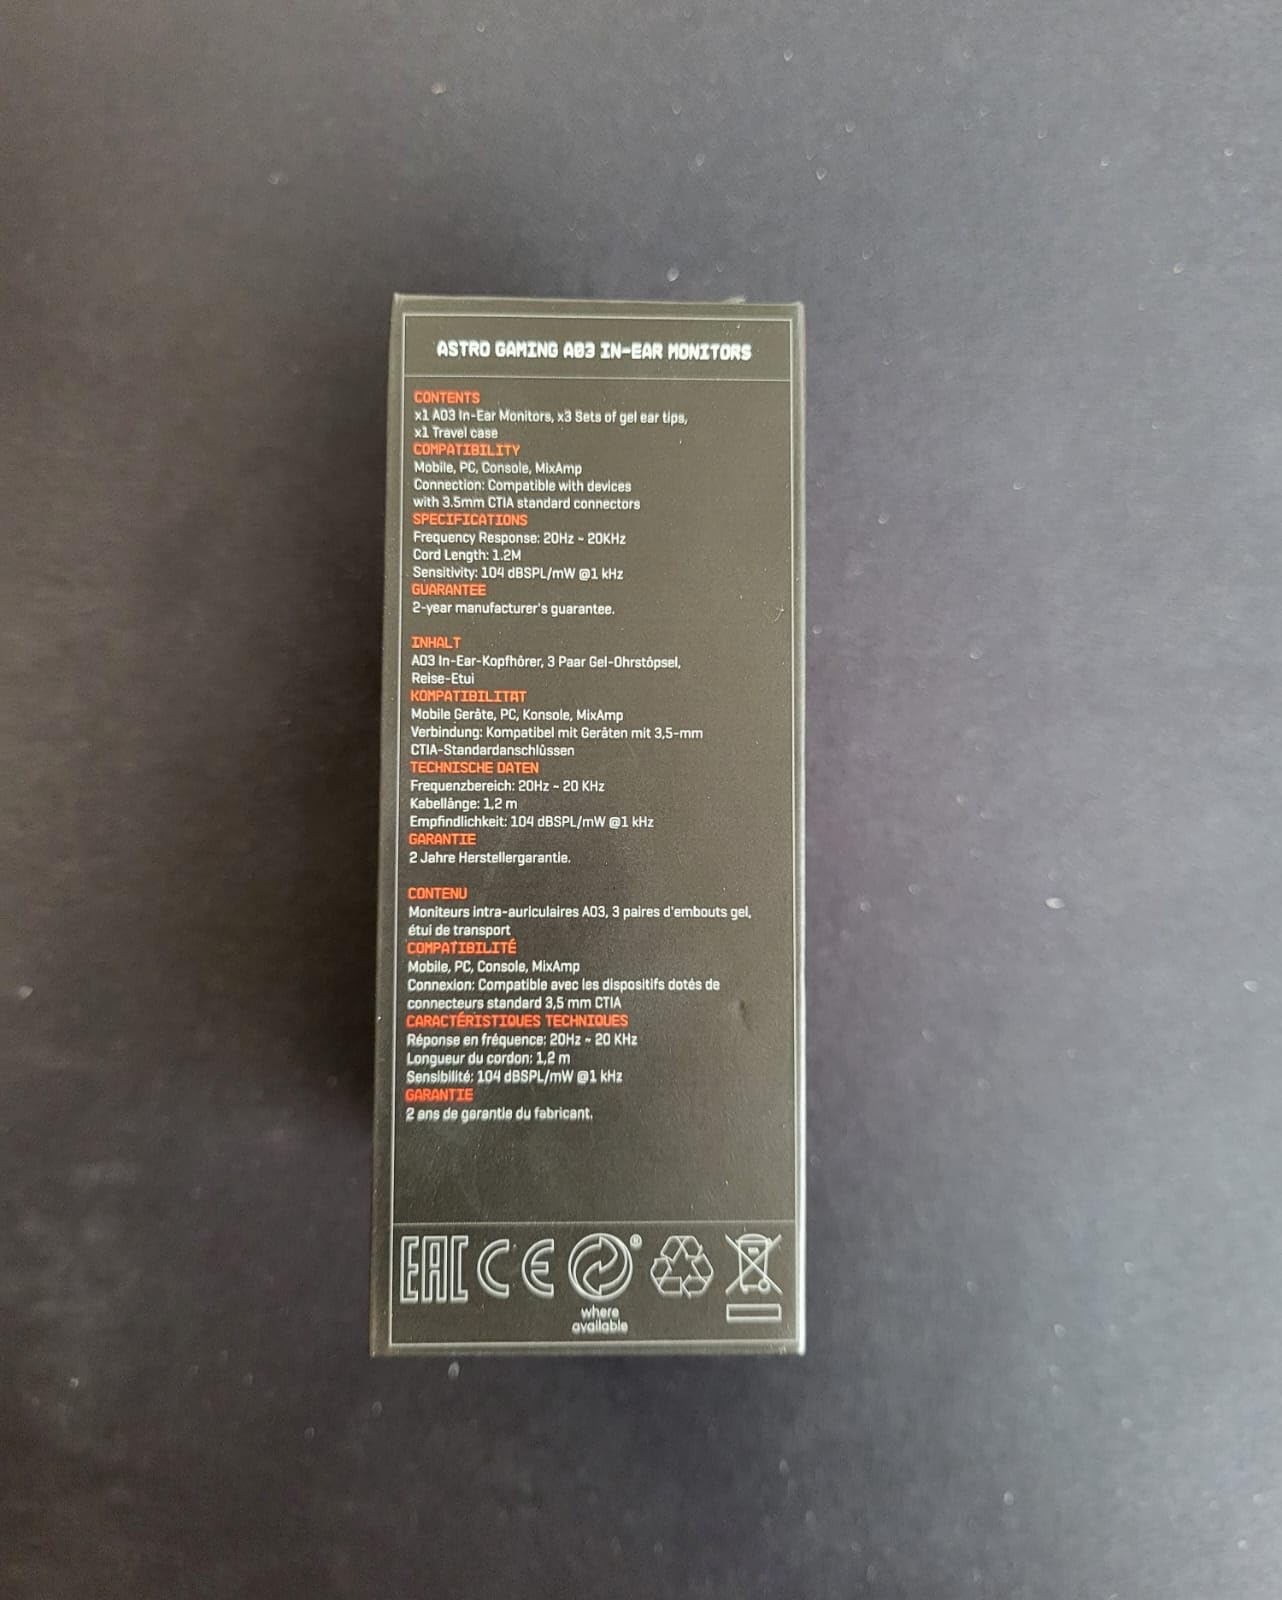 ASTRO GAMING A03 IN-EAR MONITORS
CONTENTS
x1 A03 In-Ear Monitors, x3 Sets of gel ear tips,
x1 Travel case
COMPATIBILITY
Mobile, PC, Console, MixAmp
Connection: Compatible with devices
with 3.5mm CTIA standard connectors
SPECIFICATIONS
Frequency Response: 20Hz ~ 20KHz
Cord Length: 1.2M
Sensitivity: 104 dBSPL/mW @1 kHz
GUARANTEE
2-year manufacturer's guarantee.
INHALT
A03 In-Ear-Kopfhörer, 3 Paar Gel-Ohrstöpsel,
Reise-Etui
KOMPATIBILITAT
Mobile Geräte, PC, Konsole, MixAmp
Verbindung: Kompatibel mit Geräten mit 3,5-mm
CTIA-Standardanschlüssen
TECHNISCHE DATEN
Frequenzbereich: 20Hz ~ 20 KHz
Kabellänge: 1,2 m
Empfindlichkeit: 104 dBSPL/mW @1 kHz
GARANTIE
2 Jahre Herstellergarantie.
CONTENU
Moniteurs intra-auriculaires A03, 3 paires d'embouts gel,
étui de transport
COMPATIBILITÉ
Mobile, PC, Console, MixAmp
Connexion: Compatible avec les dispositifs dotés de
connecteurs standard 3,5 mm CTIA
CARACTÉRISTIQUES TECHNIQUES
Réponse en fréquence: 20Hz ~ 20 KHz
Longueur du cordon: 1,2 m
Sensibilité: 104 dBSPL/mW @1 kHz
GARANTIE
2 ans de garantie du fabricant.
EAC CE ®
where
available